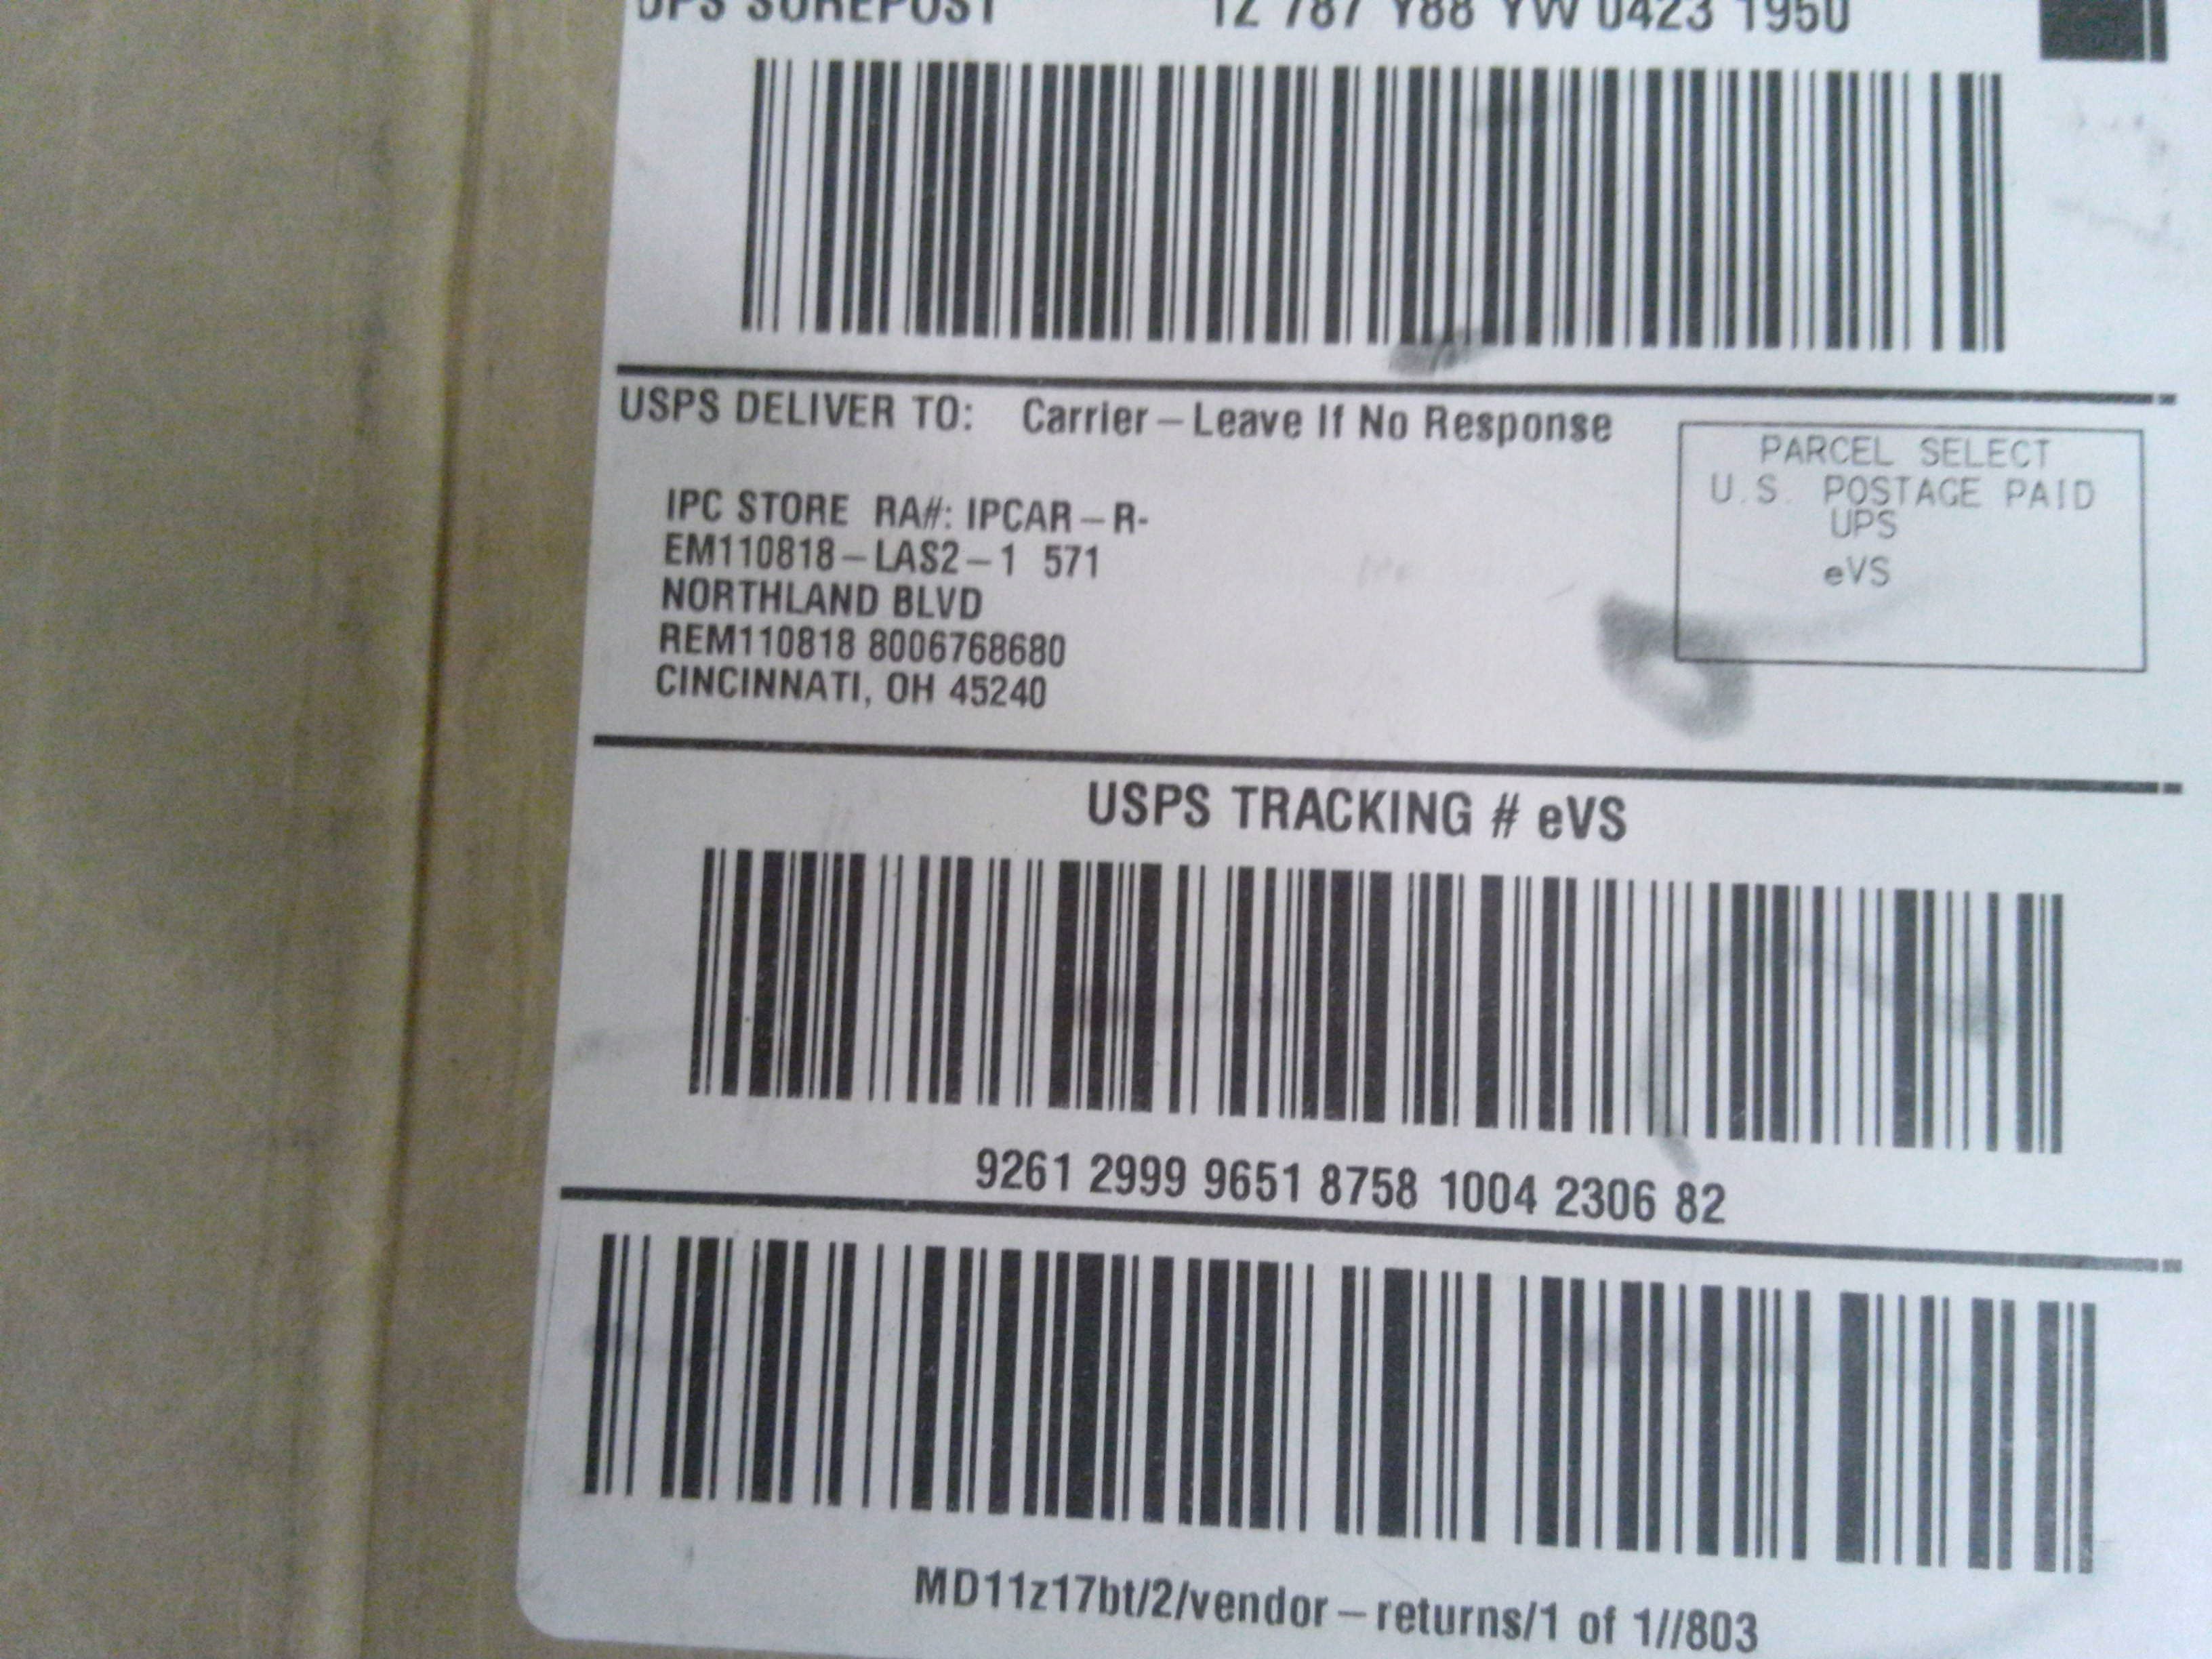 UPS SUREPOST 1Z 787 Y88 YW 0423 1950
USPS DELIVER TO: Carrier – Leave If No Response
PARCEL SELECT
U.S. POSTAGE PAID
UPS
eVS
IPC STORE RA#: IPCAR – R-
EM110818 – LAS2 – 1 571
NORTHLAND BLVD
REM110818 8006768680
CINCINNATI, OH 45240
USPS TRACKING # eVS
9261 2999 9651 8758 1004 2306 82
MD11z17bt/2/vendor – returns/1 of 1//803